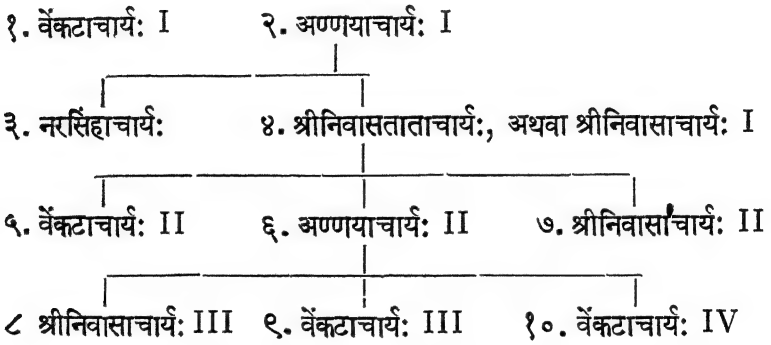 १. वेंकटाचार्यः I २. अण्णयाचार्यः I
३. नरसिंहाचार्यः ४. श्रीनिवासताताचार्यः, अथवा श्रीनिवासाचार्यः I
५. वेंकटाचार्यः II ६. अण्णयाचार्यः II ७. श्रीनिवासाचार्यः II
८ श्रीनिवासाचार्यः III ९. वेंकटाचार्यः III १०. वेंकटाचार्यः IV